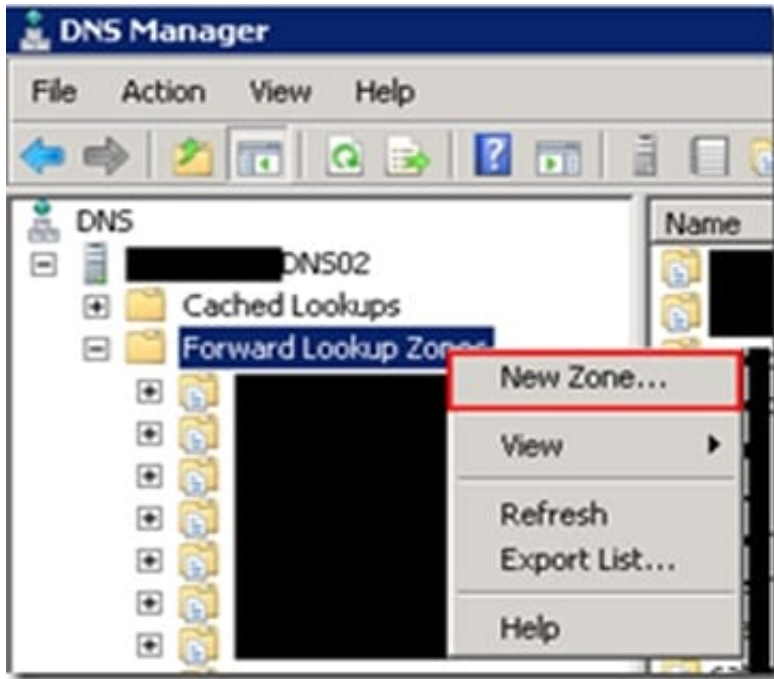 DNS Manager
File Action View Help
DNS
Name
DNS02
Cached Lookups
Forward Lookup Zones
New Zone...
View
Refresh
Export List...
Help